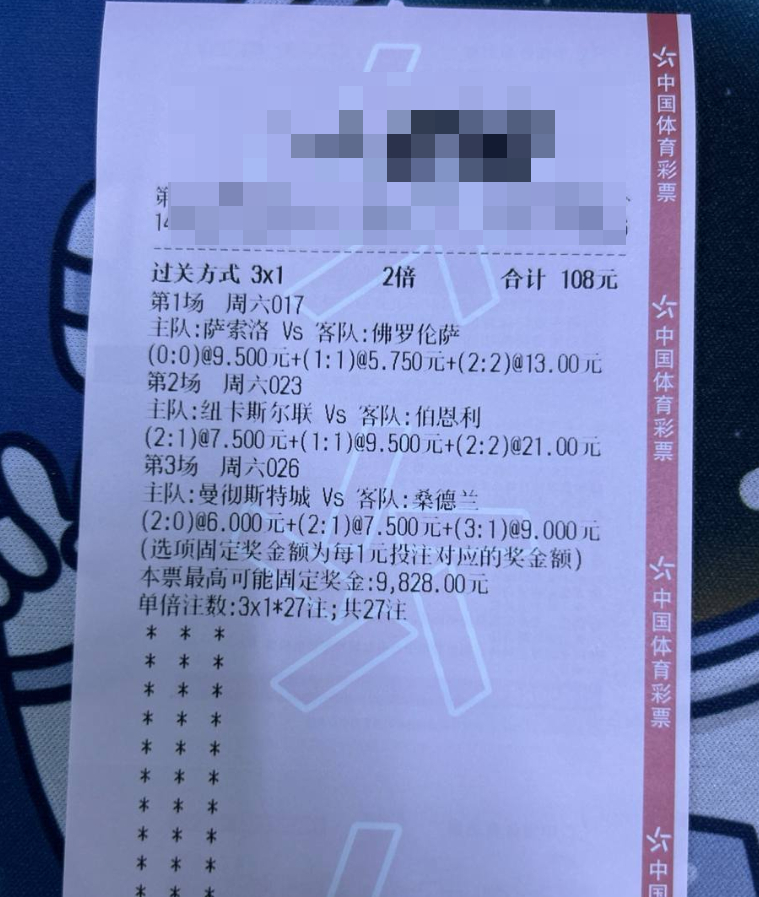 第
14
过关方式 3x1 2倍 合计 108元
第1场 周六017
主队:萨索洛 Vs 客队:佛罗伦萨
(0:0)@9.500元+(1:1)@5.750元+(2:2)@13.00元
第2场 周六023
主队:纽卡斯尔联 Vs 客队:伯恩利
(2:1)@7.500元+(1:1)@9.500元+(2:2)@21.00元
第3场 周六026
主队:曼彻斯特城 Vs 客队:桑德兰
(2:0)@6.000元+(2:1)@7.500元+(3:1)@9.000元
(选项固定奖金额为每1元投注对应的奖金额)
本票最高可能固定奖金:9,828.00元
单倍注数:3x1*27注;共27注
* * *
* * *
* * *
* * *
* * *
* * *
* * *
* * *
* * *
* * *
中国体育彩票
中国体育彩票
中国体育彩票
中国